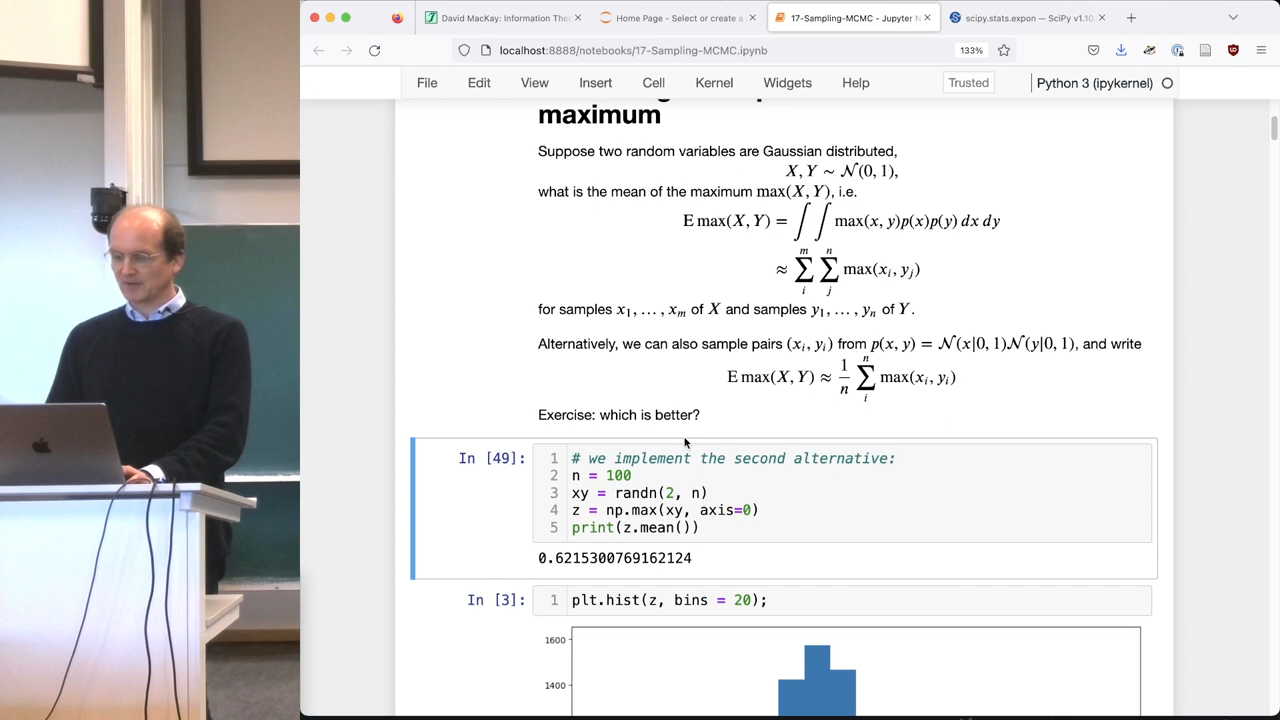 David MacKay: Information The
Home Page - Select or create a
17-Sampling-MCMC - Jupyter N
scipy.stats.expon — SciPy v1.10
localhost:8888/notebooks/17-Sampling-MCMC.ipynb
133%
File Edit View Insert Cell Kernel Widgets Help
Trusted
Python 3 (ipykernel)
maximum
Suppose two random variables are Gaussian distributed,
X, Y ∼ 𝒩(0, 1),
what is the mean of the maximum max(X, Y), i.e.
E max(X, Y) = ∫ ∫ max(x, y)p(x)p(y) dx dy
≈ ∑_i^m ∑_j^n max(x_i, y_j)
for samples x_1, … , x_m of X and samples y_1, … , y_n of Y.
Alternatively, we can also sample pairs (x_i, y_i) from p(x, y) = 𝒩(x|0, 1)𝒩(y|0, 1), and write
E max(X, Y) ≈ 1/n ∑_i^n max(x_i, y_i)
Exercise: which is better?
In [49]:
1 # we implement the second alternative:
2 n = 100
3 xy = randn(2, n)
4 z = np.max(xy, axis=0)
5 print(z.mean())
0.6215300769162124
In [3]:
1 plt.hist(z, bins = 20);
1600
1400